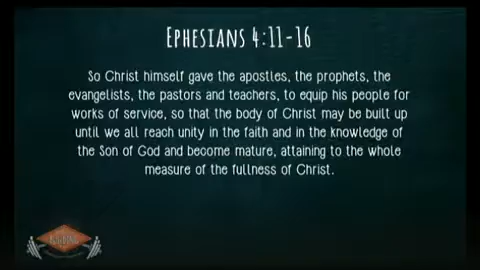 Ephesians 4:11-16
So Christ himself gave the apostles, the prophets, the
evangelists, the pastors and teachers, to equip his people for
works of service, so that the body of Christ may be built up
until we all reach unity in the faith and in the knowledge of
the Son of God and become mature, attaining to the whole
measure of the fullness of Christ.